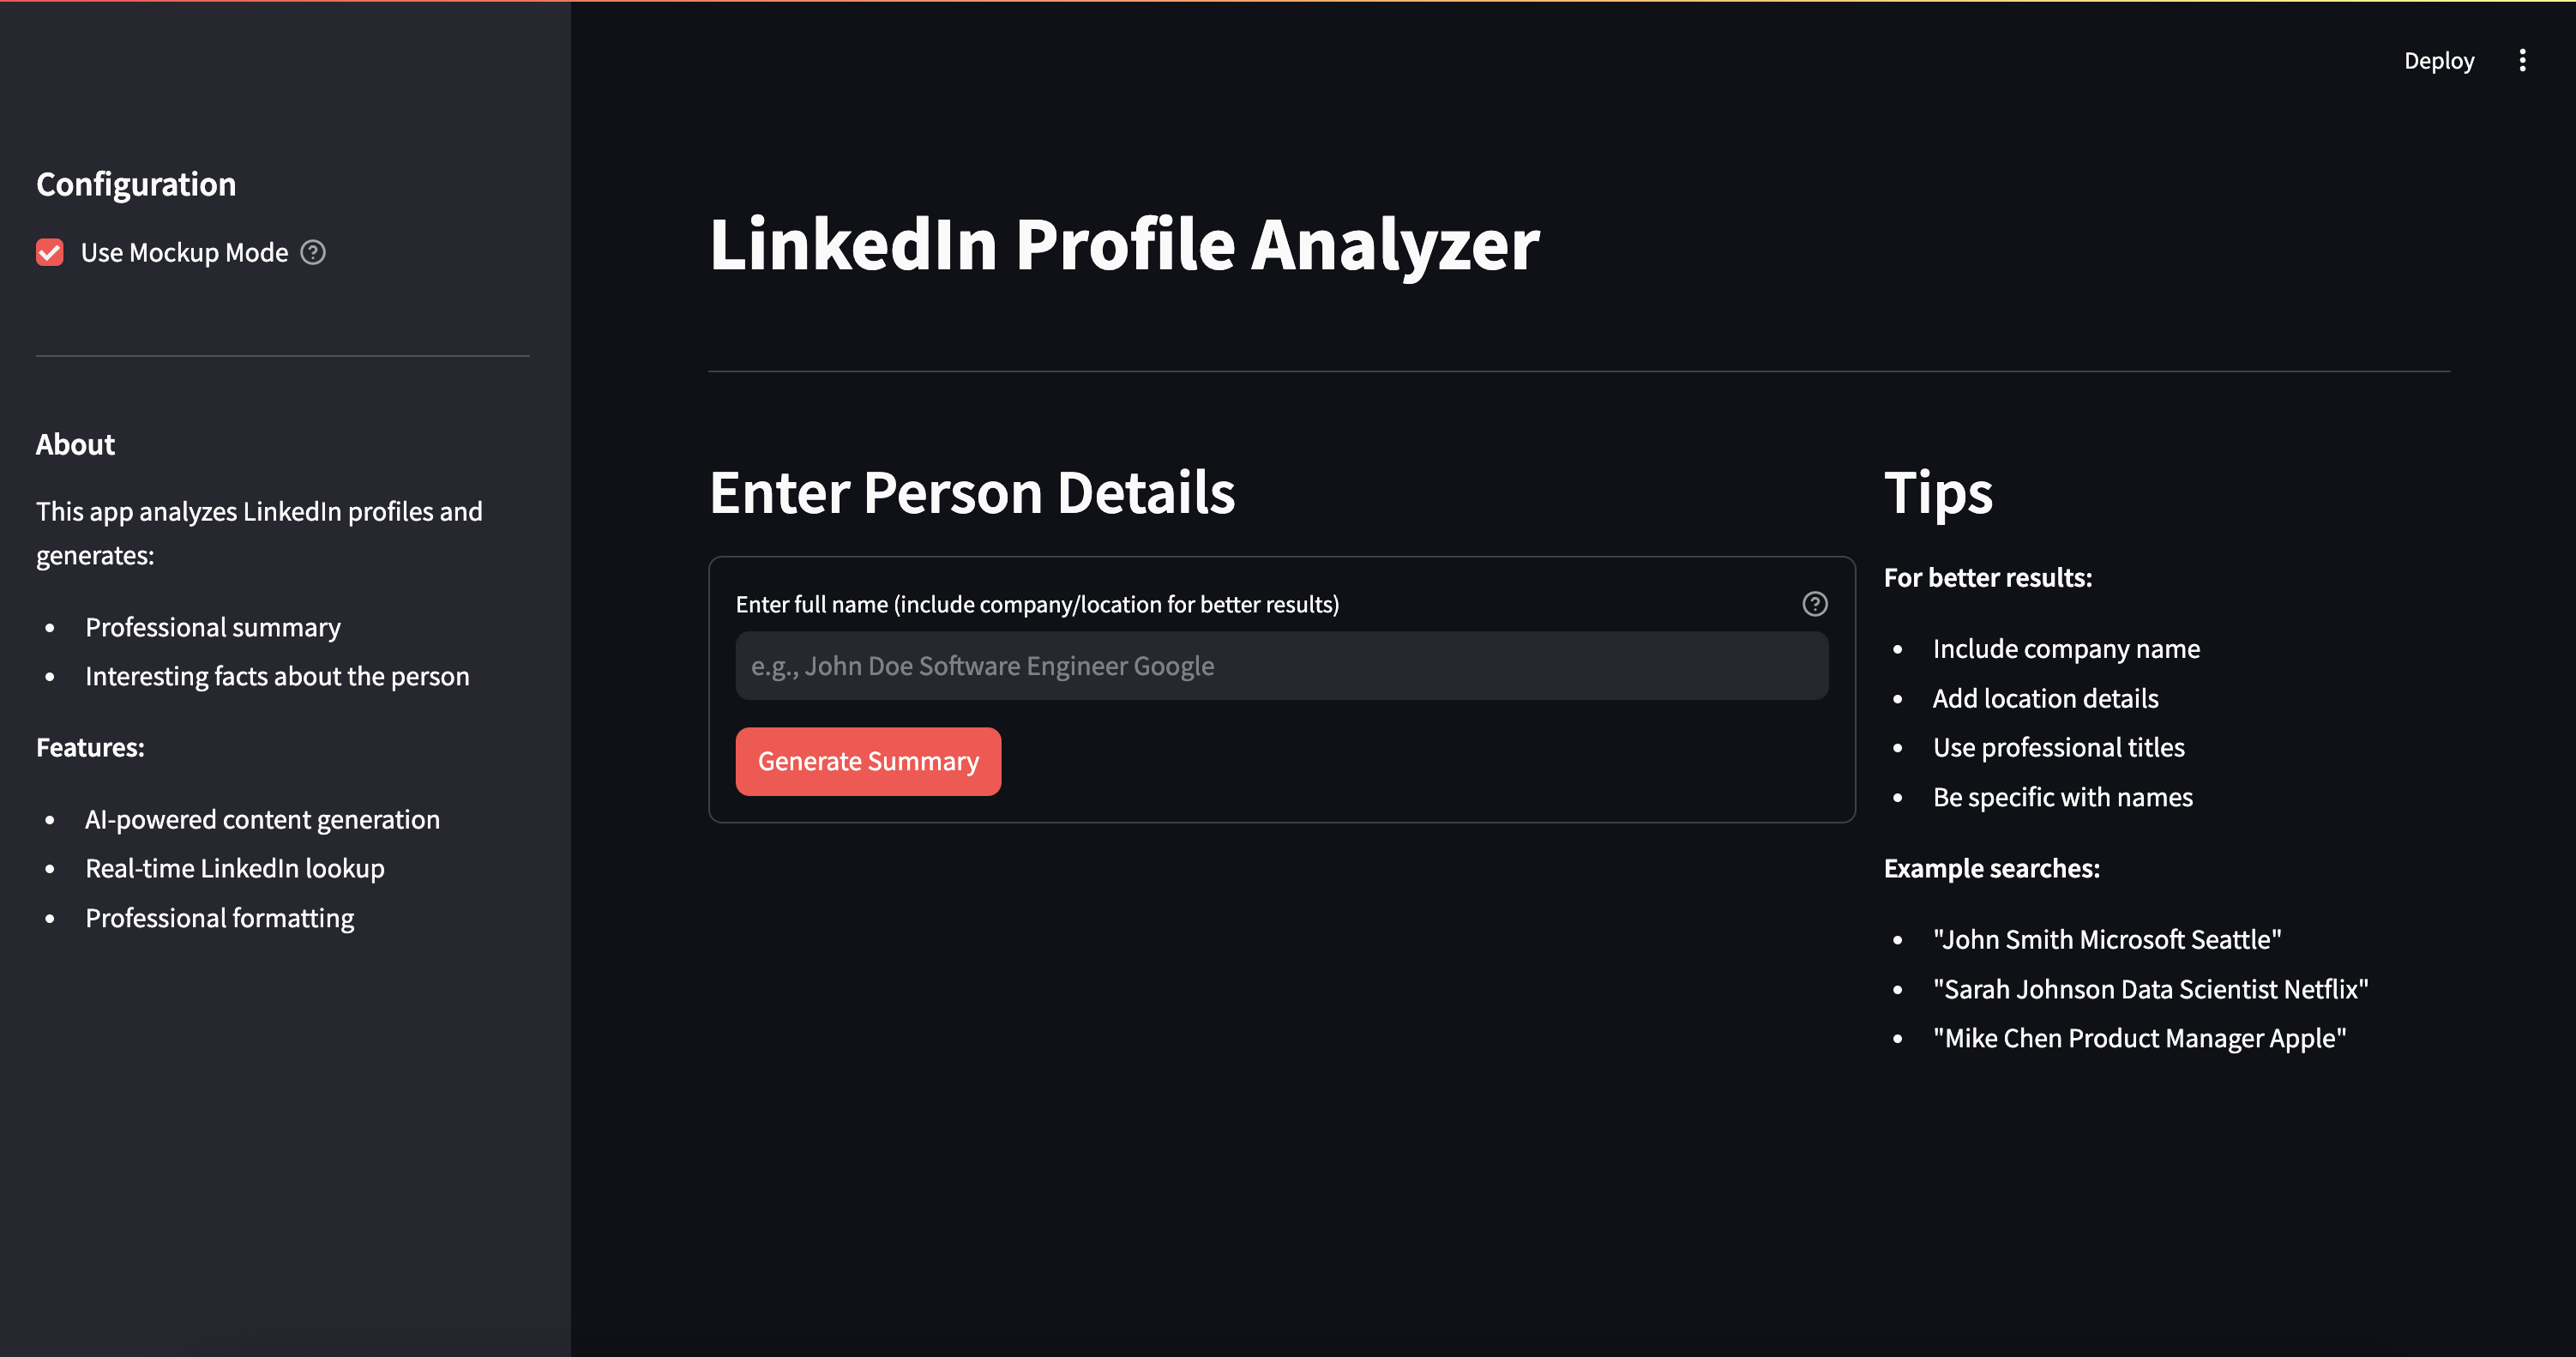 Deploy
Configuration
Use Mockup Mode
About
This app analyzes LinkedIn profiles and
generates:
• Professional summary
• Interesting facts about the person
Features:
• AI-powered content generation
• Real-time LinkedIn lookup
• Professional formatting
LinkedIn Profile Analyzer
Enter Person Details
Enter full name (include company/location for better results)
e.g., John Doe Software Engineer Google
Generate Summary
Tips
For better results:
• Include company name
• Add location details
• Use professional titles
• Be specific with names
Example searches:
• "John Smith Microsoft Seattle"
• "Sarah Johnson Data Scientist Netflix"
• "Mike Chen Product Manager Apple"